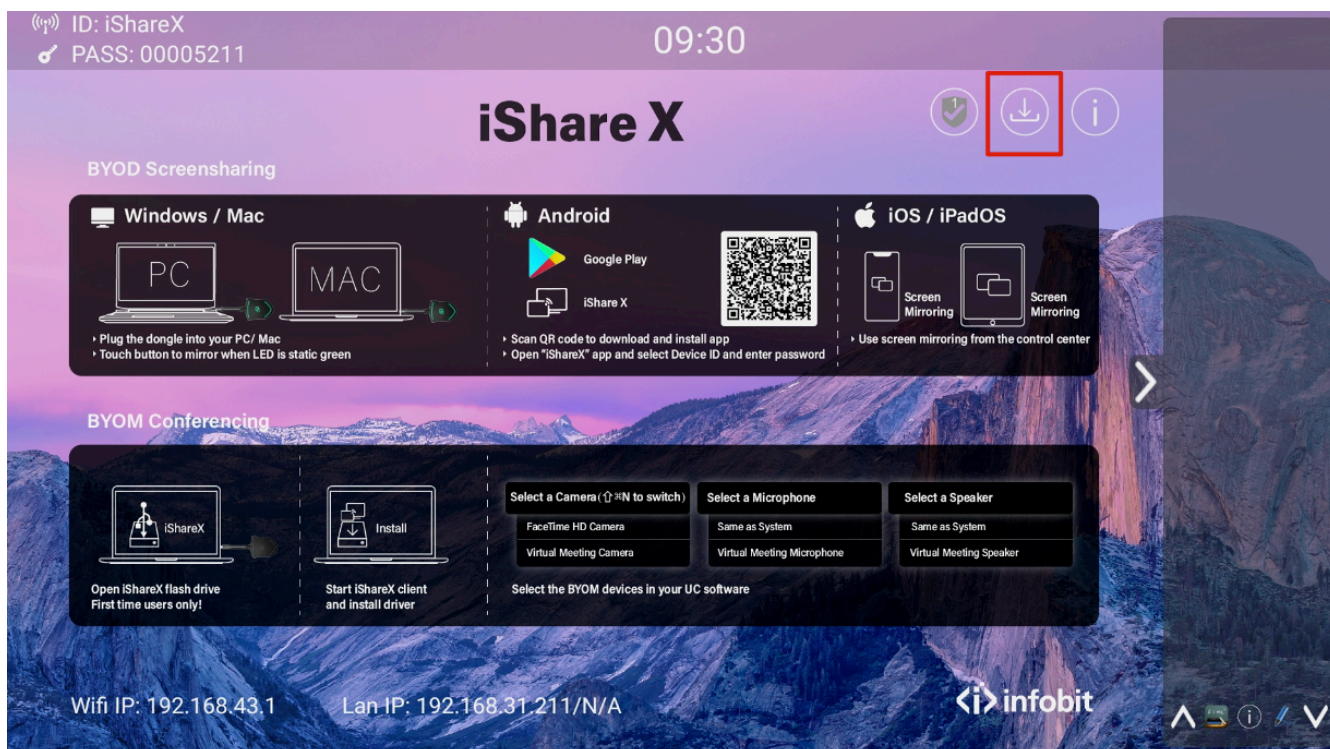 ID: iShareX
PASS: 00005211
09:30
iShare X
1
i
BYOD Screensharing
Windows / Mac
PC
MAC
‣ Plug the dongle into your PC/ Mac
‣ Touch button to mirror when LED is static green
Android
Google Play
iShare X
‣ Scan QR code to download and install app
‣ Open "iShareX" app and select Device ID and enter password
iOS / iPadOS
Screen
Mirroring
Screen
Mirroring
‣ Use screen mirroring from the control center
BYOM Conferencing
iShareX
Open iShareX flash drive
First time users only!
Install
Start iShareX client
and install driver
Select a Camera(⇧⌘N to switch)
FaceTime HD Camera
Virtual Meeting Camera
Select a Microphone
Same as System
Virtual Meeting Microphone
Select a Speaker
Same as System
Virtual Meeting Speaker
Select the BYOM devices in your UC software
Wifi IP: 192.168.43.1
Lan IP: 192.168.31.211/N/A
<i> infobit
i